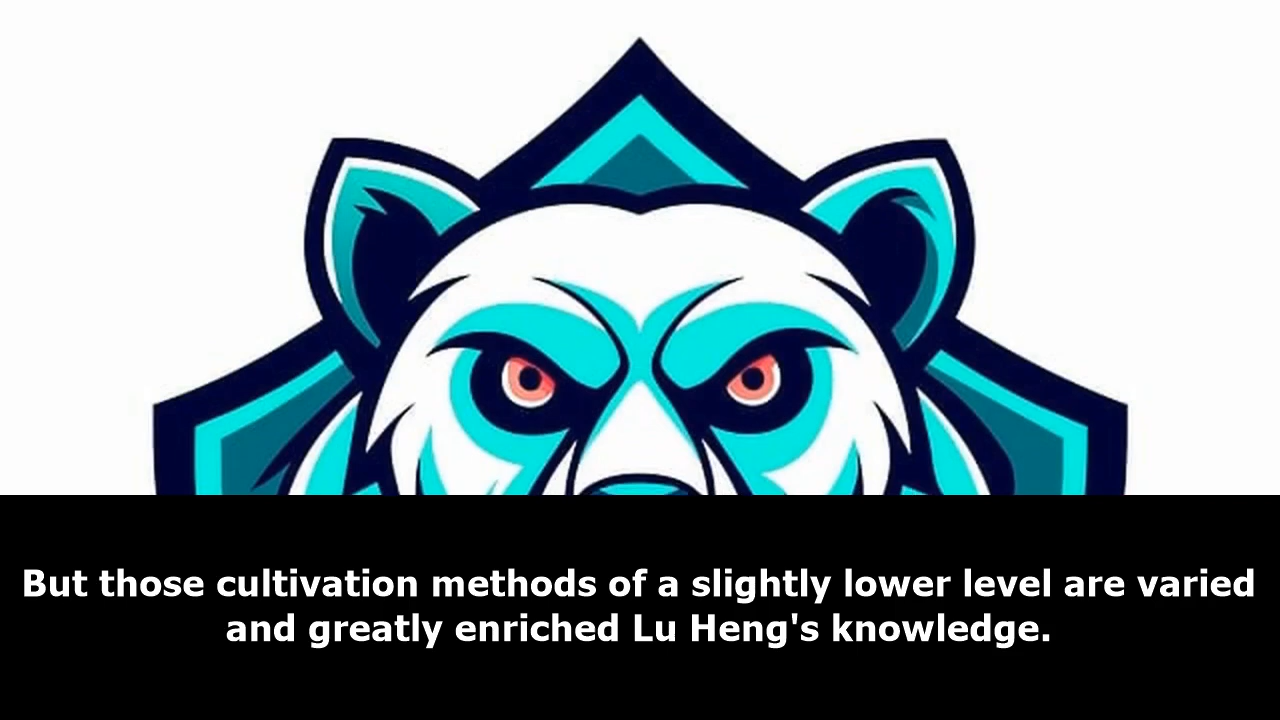 But those cultivation methods of a slightly lower level are varied
and greatly enriched Lu Heng's knowledge.